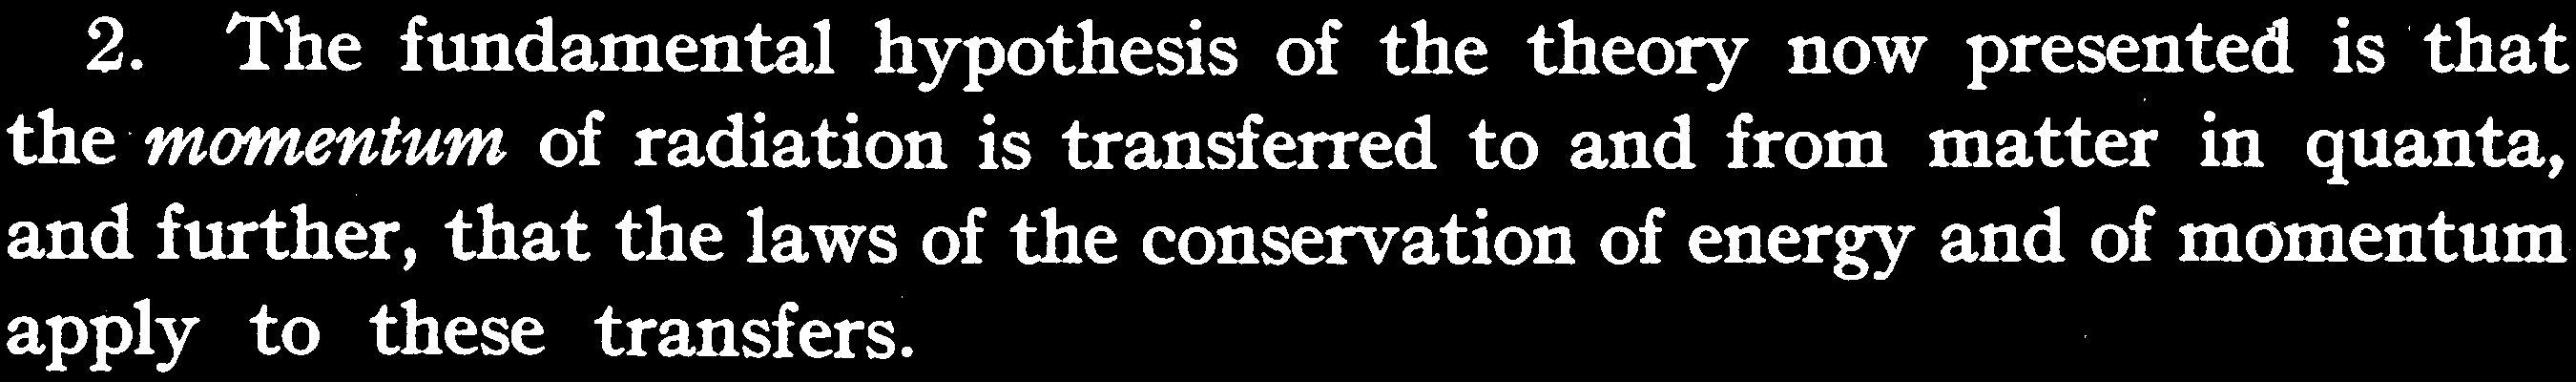 2. The fundamental hypothesis of the theory now presented is that
the momentum of radiation is transferred to and from matter in quanta,
and further, that the laws of the conservation of energy and of momentum
apply to these transfers.